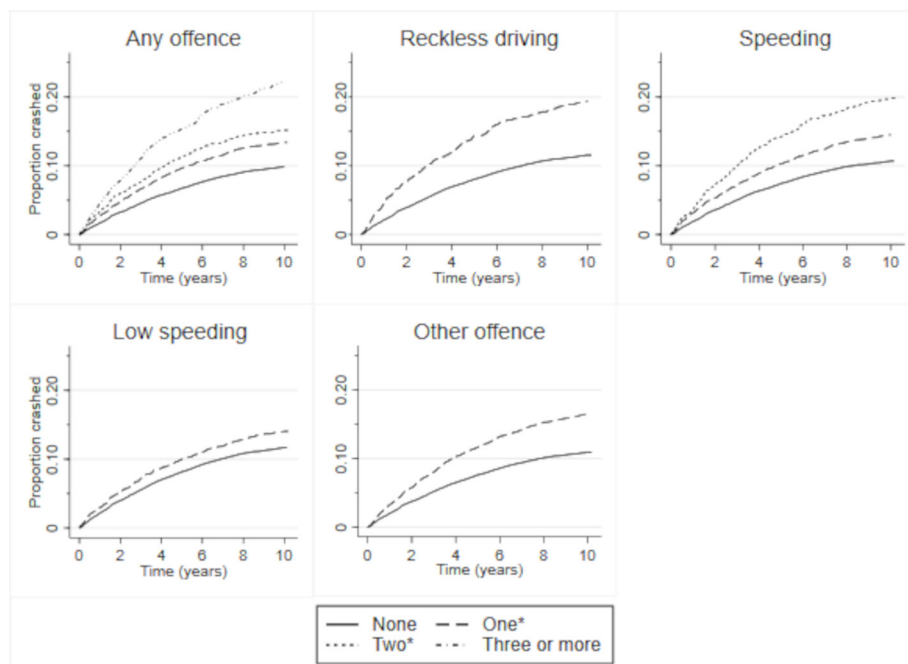 Any offence
Proportion crashed
0.20
0.10
0
0 2 4 6 8 10
Time (years)
Reckless driving
0.20
0.10
0
0 2 4 6 8 10
Time (years)
Speeding
0.20
0.10
0
0 2 4 6 8 10
Time (years)
Low speeding
Proportion crashed
0.20
0.10
0
0 2 4 6 8 10
Time (years)
Other offence
0.20
0.10
0
0 2 4 6 8 10
Time (years)
None One*
Two* Three or more